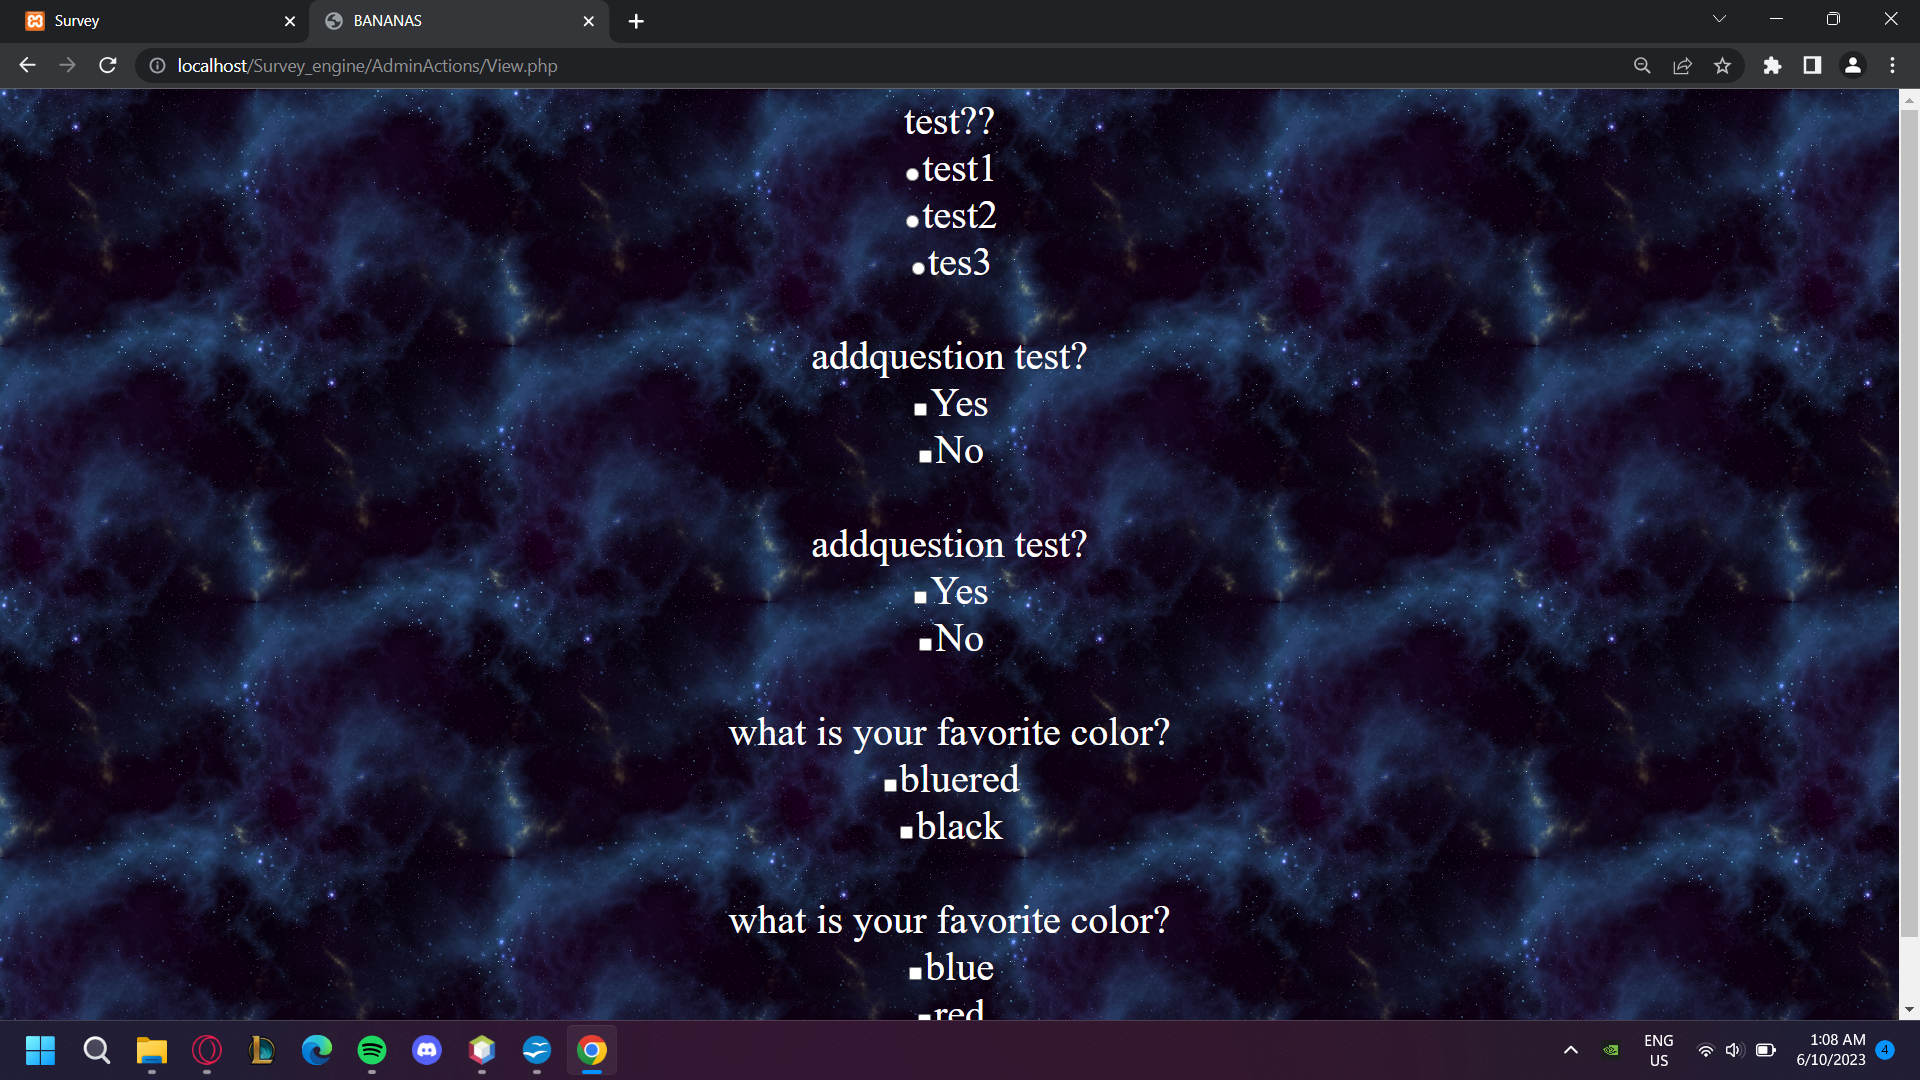 Survey
BANANAS
localhost/Survey_engine/AdminActions/View.php
test??
test1
test2
tes3
addquestion test?
Yes
No
addquestion test?
Yes
No
what is your favorite color?
bluered
black
what is your favorite color?
blue
red
ENG
US
1:08 AM
6/10/2023
4